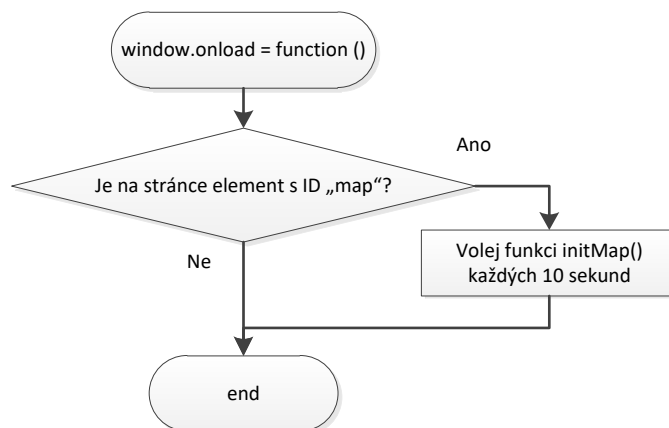 window.onload = function ()
Ano
Je na stránce element s ID „map“?
Ne
Volej funkci initMap()
každých 10 sekund
end